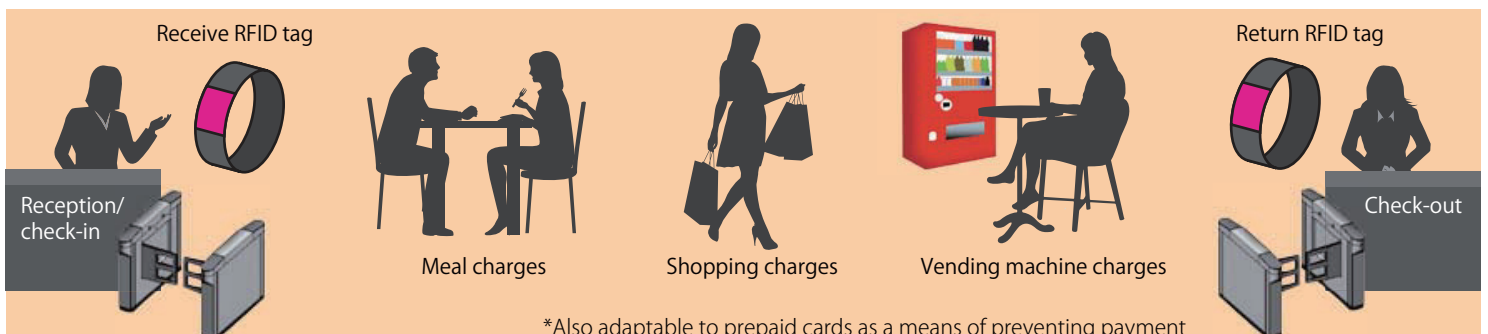 Receive RFID tag
Return RFID tag
Reception/
check-in
Check-out
Meal charges
Shopping charges
Vending machine charges
*Also adaptable to prepaid cards as a means of preventing payment